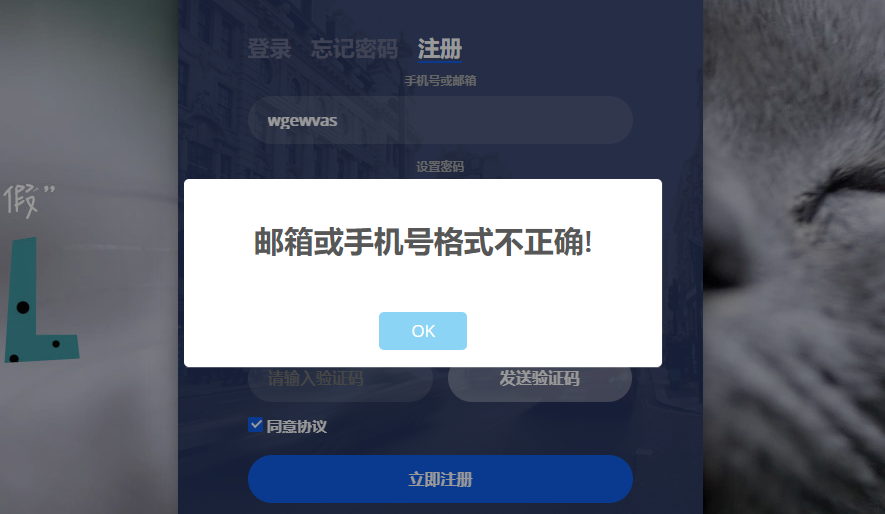 登录 忘记密码 注册
手机号或邮箱
wgewvas
设置密码
假”
邮箱或手机号格式不正确!
OK
请输入验证码 发送验证码
同意协议
立即注册